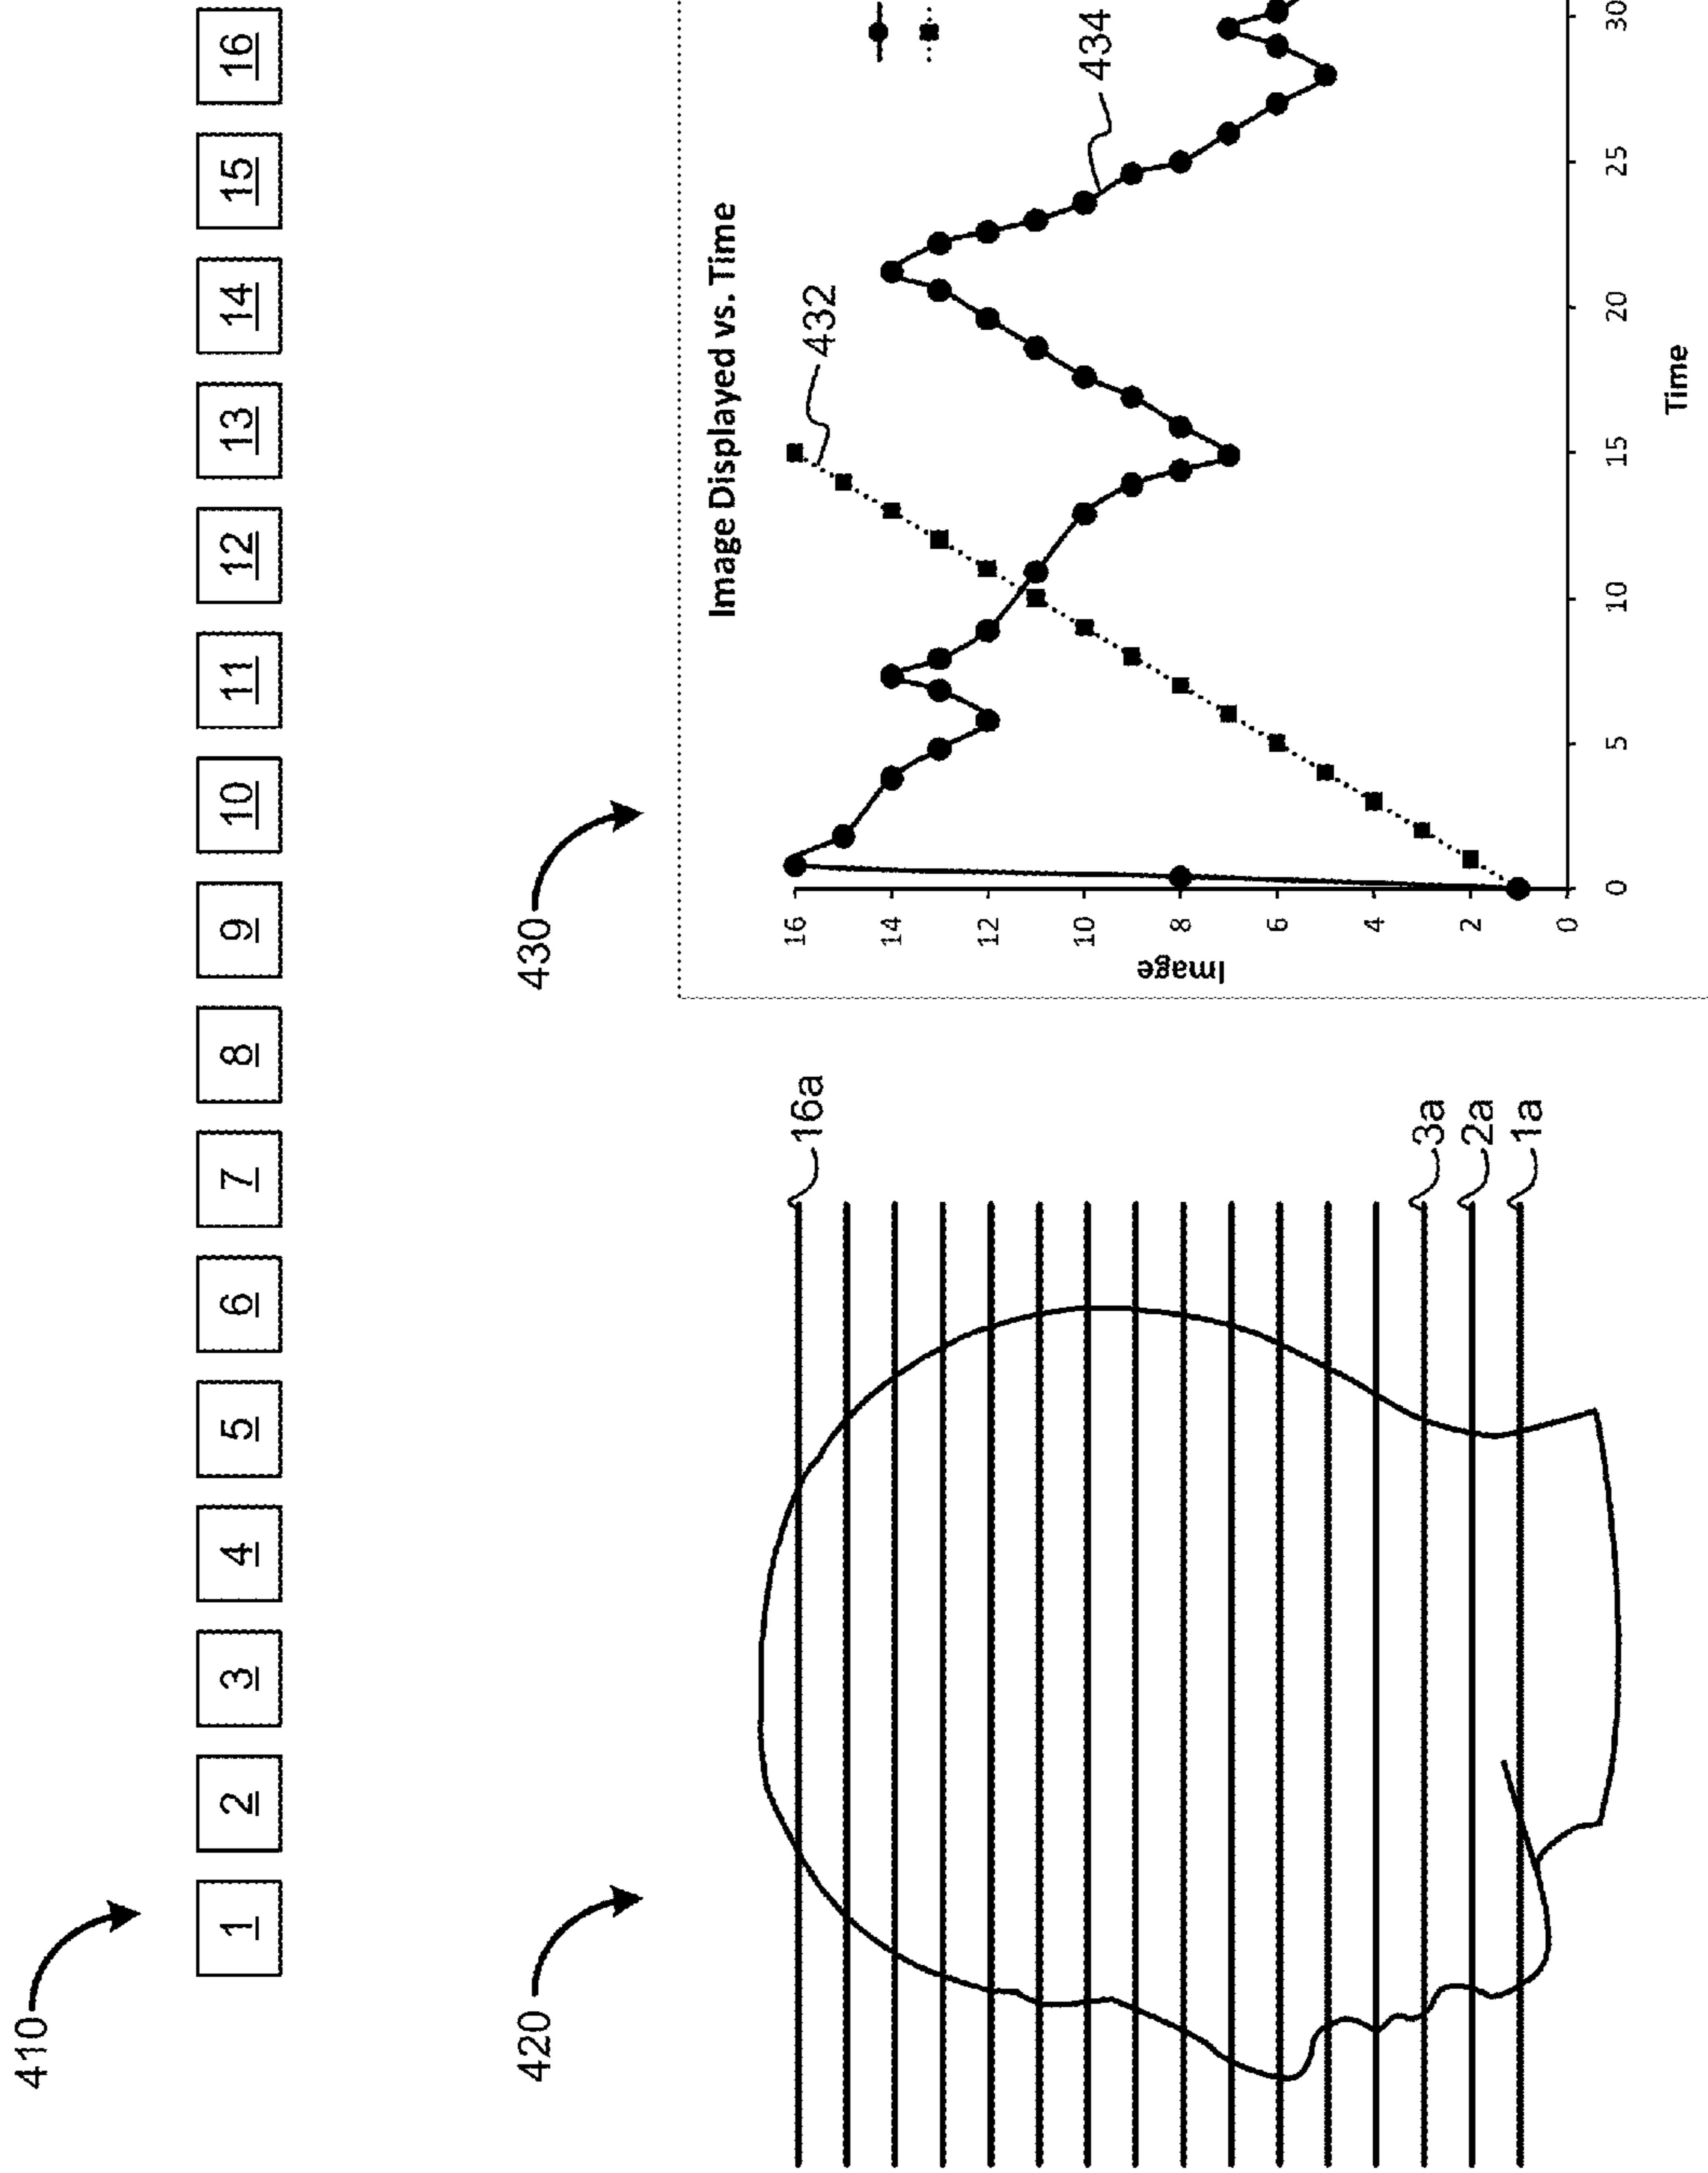 410
1 2 3 4 5 6 7 8 9 10 11 12 13 14 15 16
420
16a
3a
2a
1a
430
Image Displayed vs. Time
432
434
Image
16
14
12
10
8
6
4
2
0
0 5 10 15 20 25 30
Time